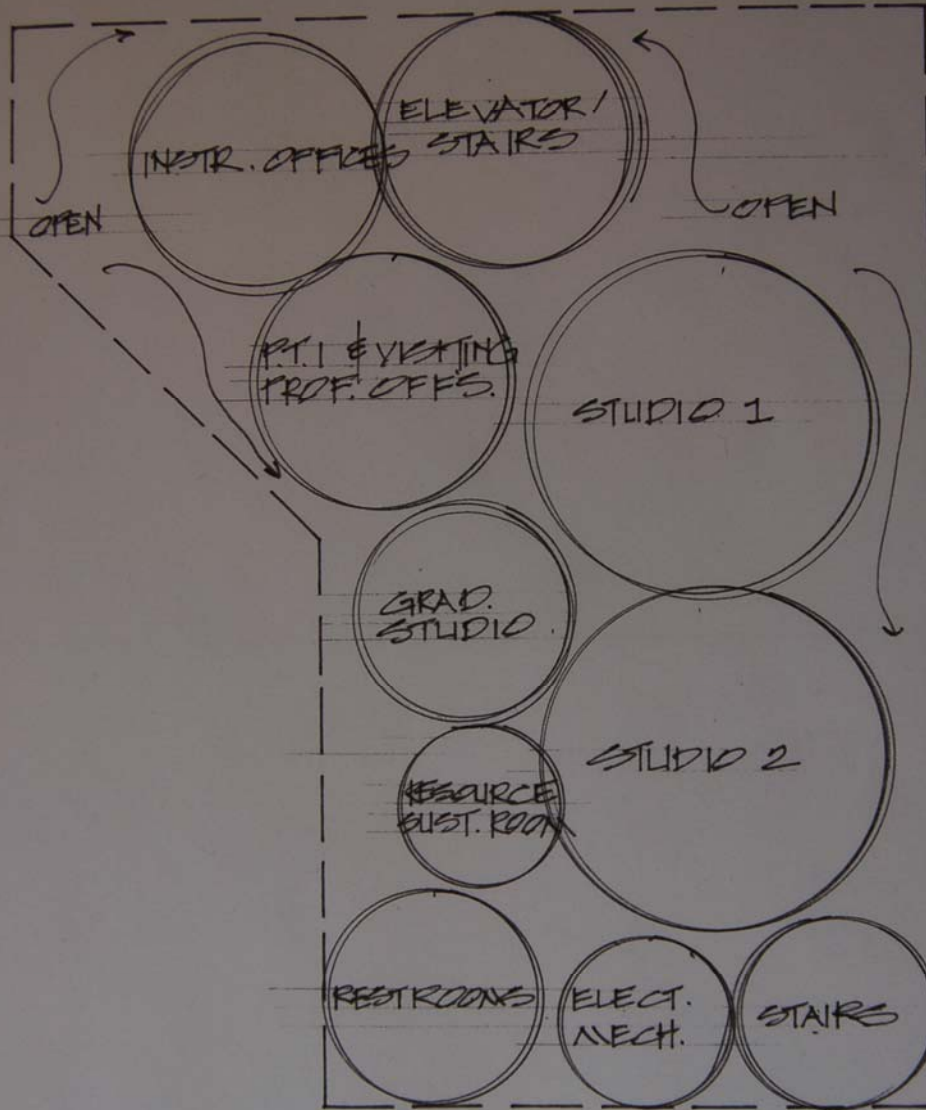 ELEVATOR/
STAIRS
INSTR. OFFICES
OPEN
OPEN
P.T.I & VISITING
PROF. OFFS.
STUDIO 1
GRAD.
STUDIO
STUDIO 2
RESOURCE
SUST. ROOM
RESTROOMS
ELECT.
MECH.
STAIRS